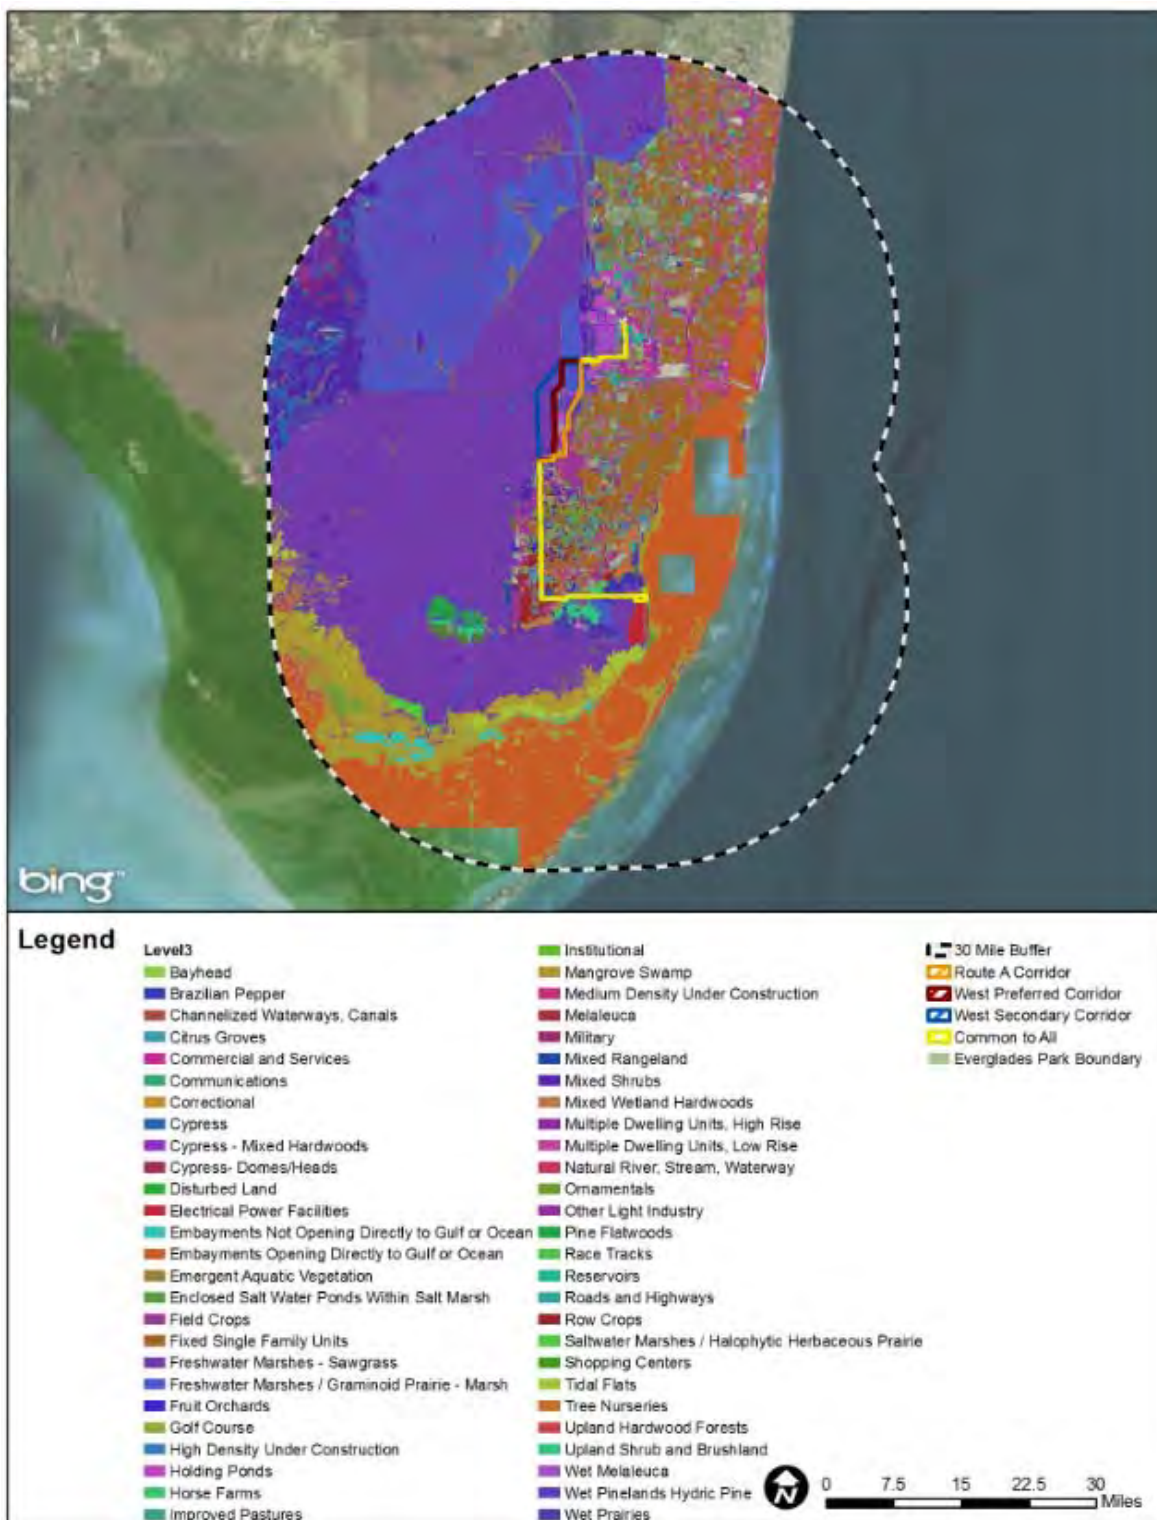 bing™
Legend
Level3
Bayhead
Brazilian Pepper
Channelized Waterways, Canals
Citrus Groves
Commercial and Services
Communications
Correctional
Cypress
Cypress - Mixed Hardwoods
Cypress- Domes/Heads
Disturbed Land
Electrical Power Facilities
Embayments Not Opening Directly to Gulf or Ocean
Embayments Opening Directly to Gulf or Ocean
Emergent Aquatic Vegetation
Enclosed Salt Water Ponds Within Salt Marsh
Field Crops
Fixed Single Family Units
Freshwater Marshes - Sawgrass
Freshwater Marshes / Graminoid Prairie - Marsh
Fruit Orchards
Golf Course
High Density Under Construction
Holding Ponds
Horse Farms
Improved Pastures
Institutional
Mangrove Swamp
Medium Density Under Construction
Melaleuca
Military
Mixed Rangeland
Mixed Shrubs
Mixed Wetland Hardwoods
Multiple Dwelling Units, High Rise
Multiple Dwelling Units, Low Rise
Natural River, Stream, Waterway
Ornamentals
Other Light Industry
Pine Flatwoods
Race Tracks
Reservoirs
Roads and Highways
Row Crops
Saltwater Marshes / Halophytic Herbaceous Prairie
Shopping Centers
Tidal Flats
Tree Nurseries
Upland Hardwood Forests
Upland Shrub and Brushland
Wet Melaleuca
Wet Pinelands Hydric Pine
Wet Prairies
30 Mile Buffer
Route A Corridor
West Preferred Corridor
West Secondary Corridor
Common to All
Everglades Park Boundary
N
0 7.5 15 22.5 30
Miles